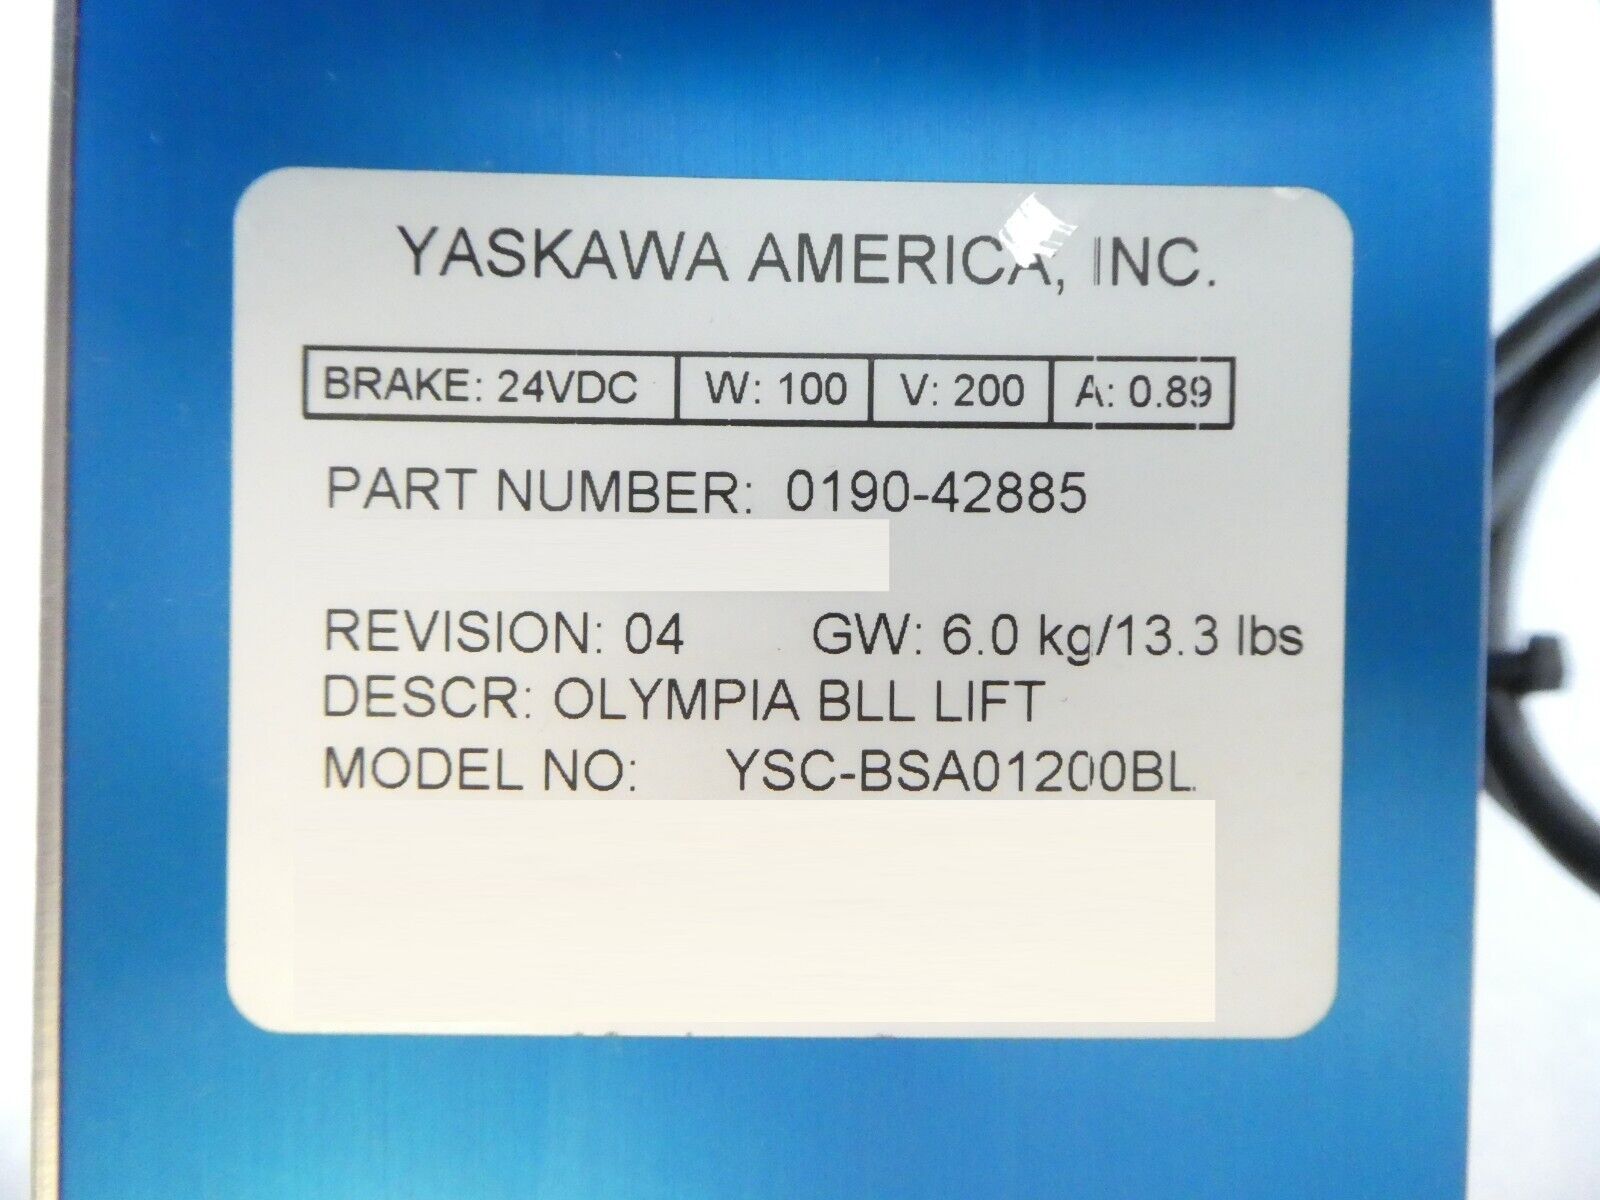 YASKAWA AMERICA, INC.
BRAKE: 24VDC W: 100 V: 200 A: 0.89
PART NUMBER: 0190-42885
REVISION: 04 GW: 6.0 kg/13.3 lbs
DESCR: OLYMPIA BLL LIFT
MODEL NO: YSC-BSA01200BL